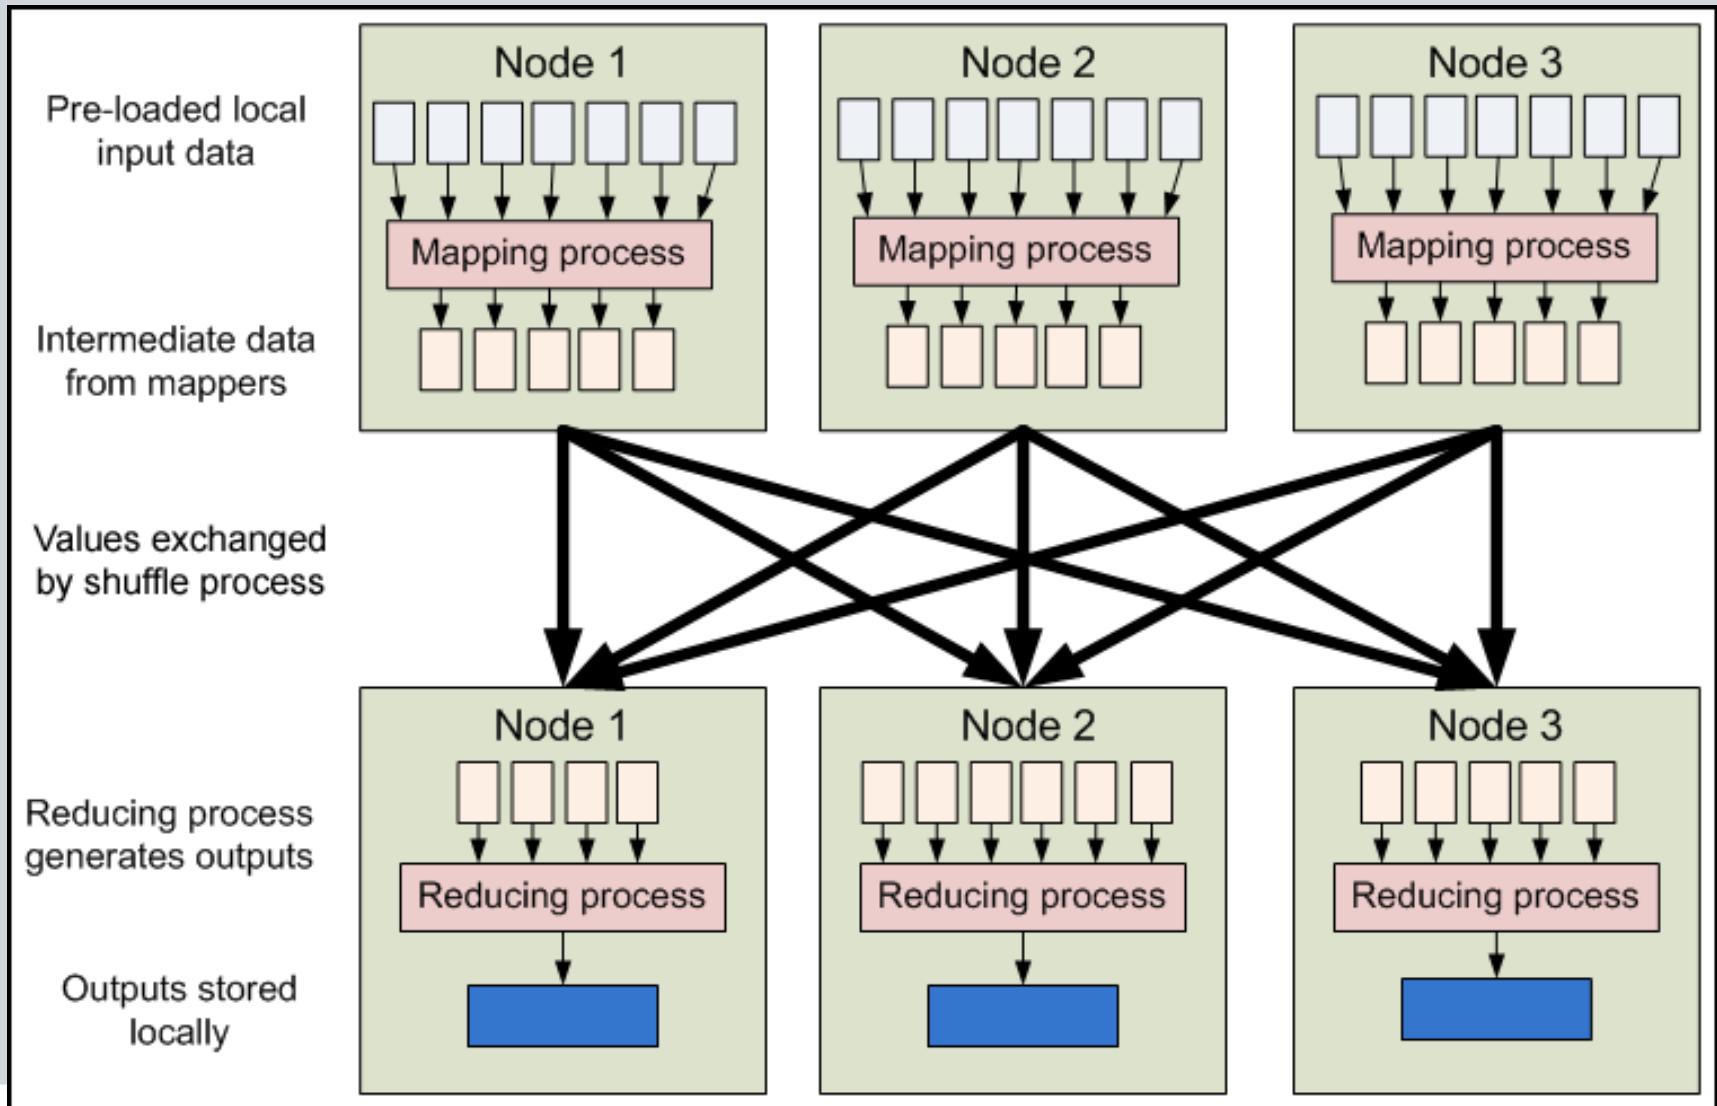 Node 1
Node 2
Node 3
Pre-loaded local
input data
Mapping process
Mapping process
Mapping process
Intermediate data
from mappers
Values exchanged
by shuffle process
Node 1
Node 2
Node 3
Reducing process
generates outputs
Reducing process
Reducing process
Reducing process
Outputs stored
locally